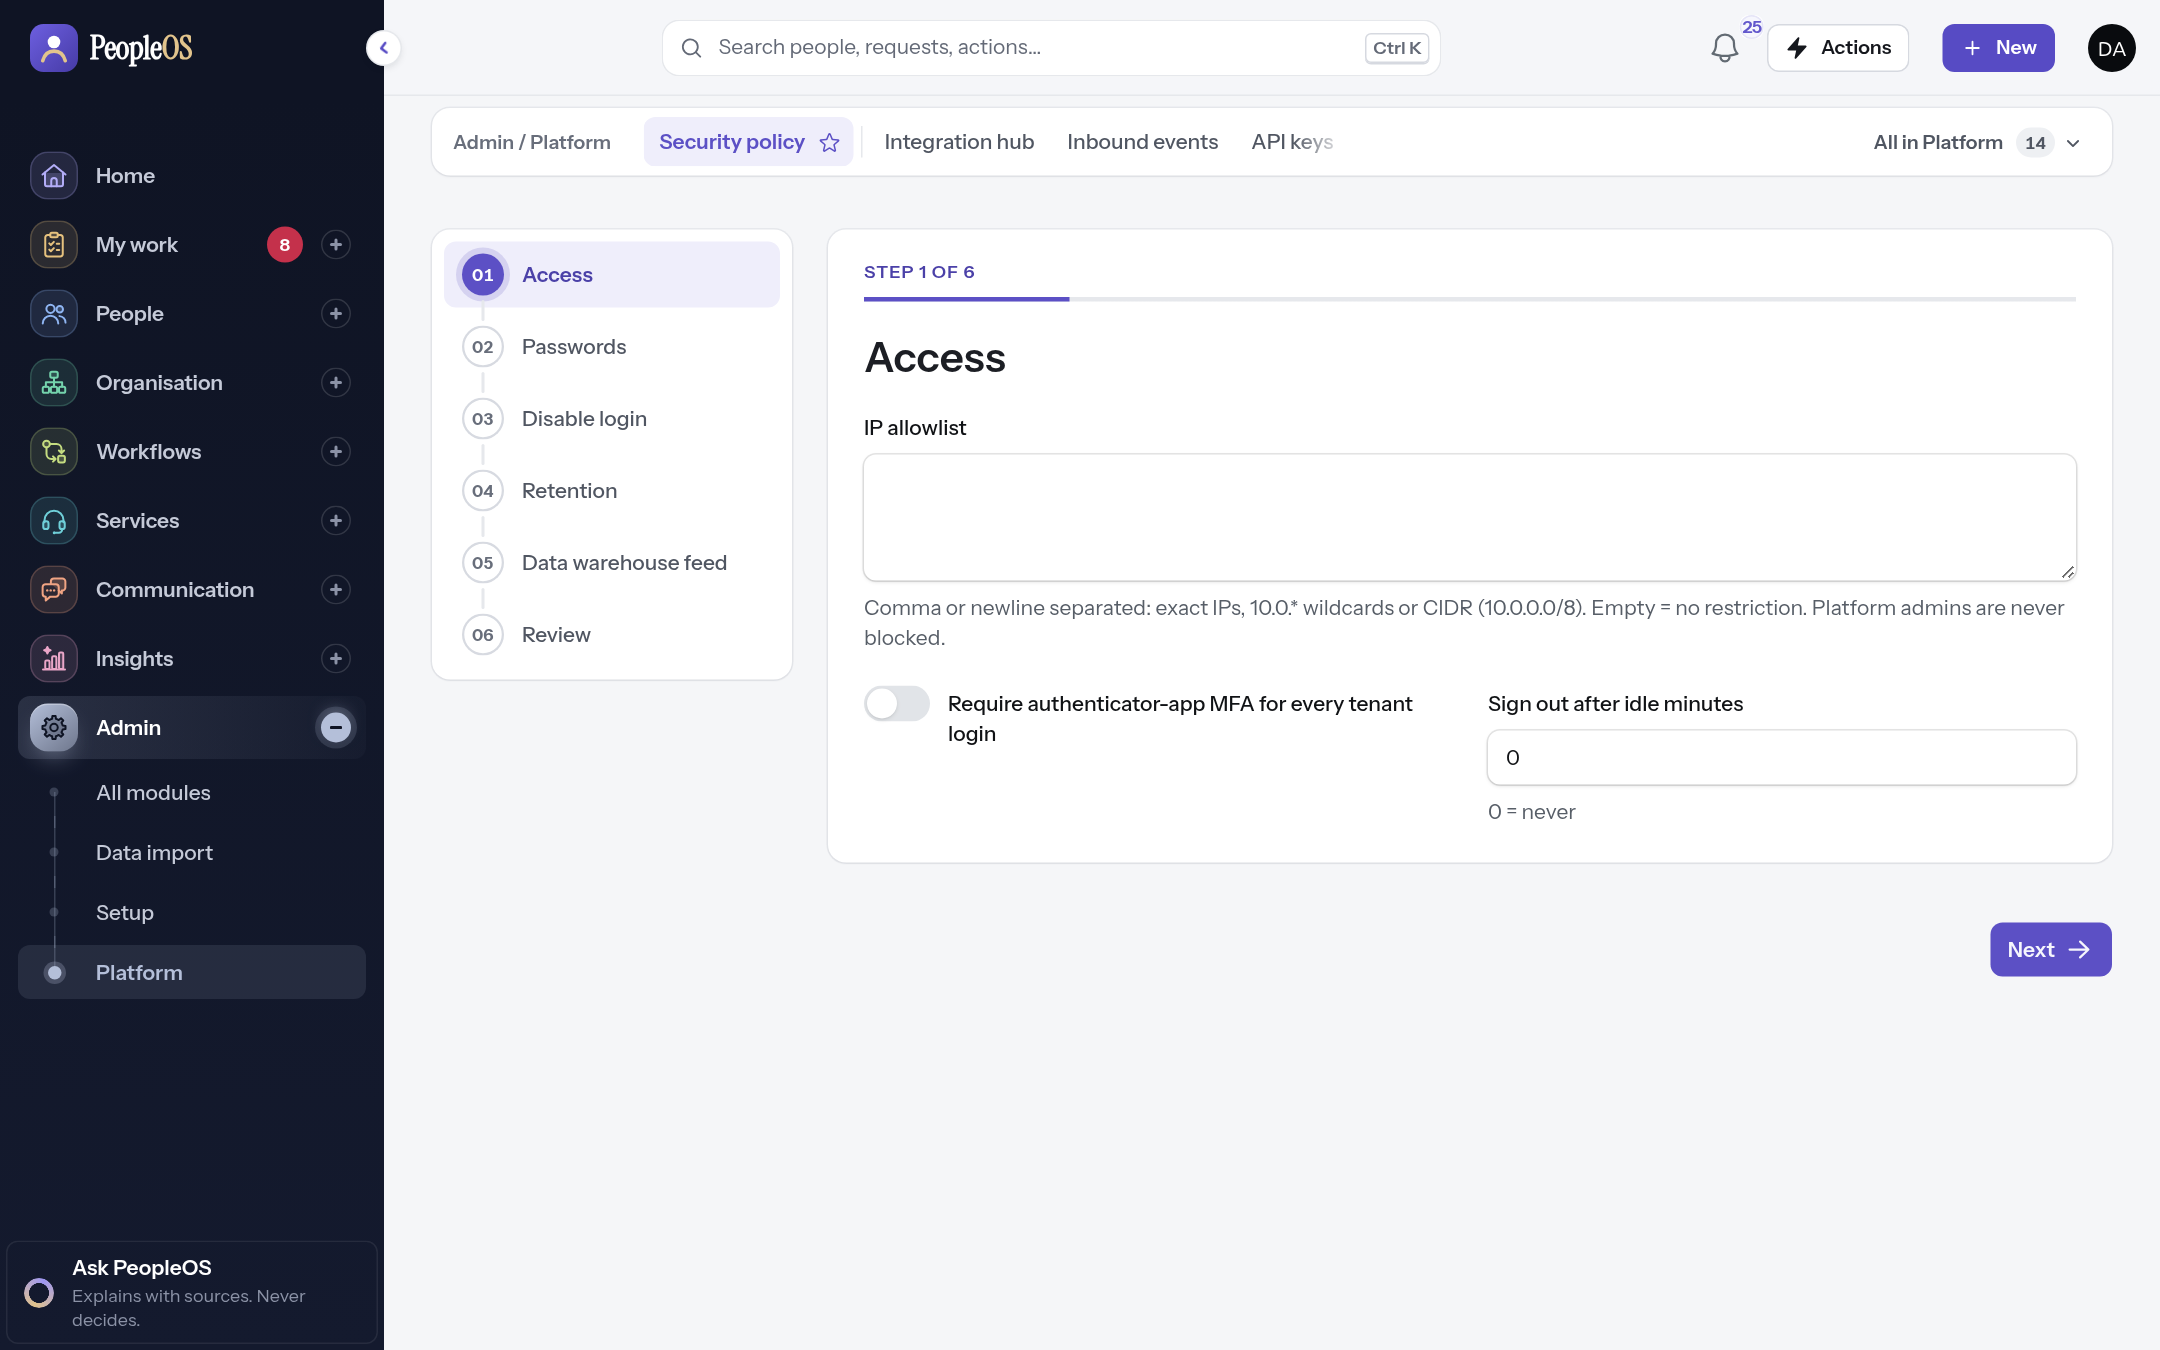 PeopleOS
Search people, requests, actions...
Ctrl K
25
Actions
New
DA
Home
My work
8
People
Organisation
Workflows
Services
Communication
Insights
Admin
All modules
Data import
Setup
Platform
Ask PeopleOS
Explains with sources. Never
decides.
Admin / Platform
Security policy
Integration hub
Inbound events
API keys
All in Platform
14
01
Access
02
Passwords
03
Disable login
04
Retention
05
Data warehouse feed
06
Review
STEP 1 OF 6
Access
IP allowlist
Comma or newline separated: exact IPs, 10.0.* wildcards or CIDR (10.0.0.0/8). Empty = no restriction. Platform admins are never
blocked.
Require authenticator-app MFA for every tenant
login
Sign out after idle minutes
0
0 = never
Next